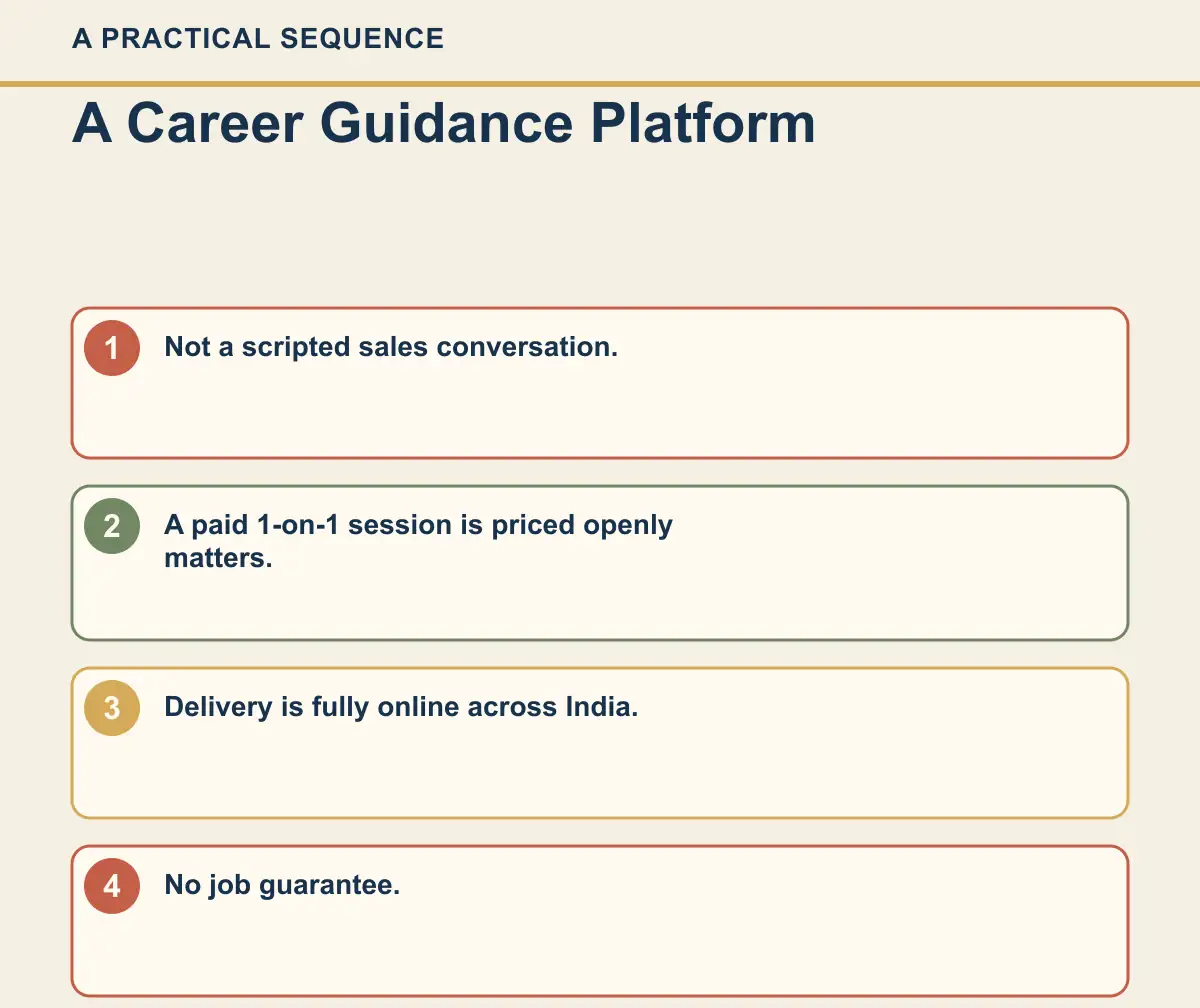 A PRACTICAL SEQUENCE
A Career Guidance Platform
1
Not a scripted sales conversation.
2
A paid 1-on-1 session is priced openly
matters.
3
Delivery is fully online across India.
4
No job guarantee.